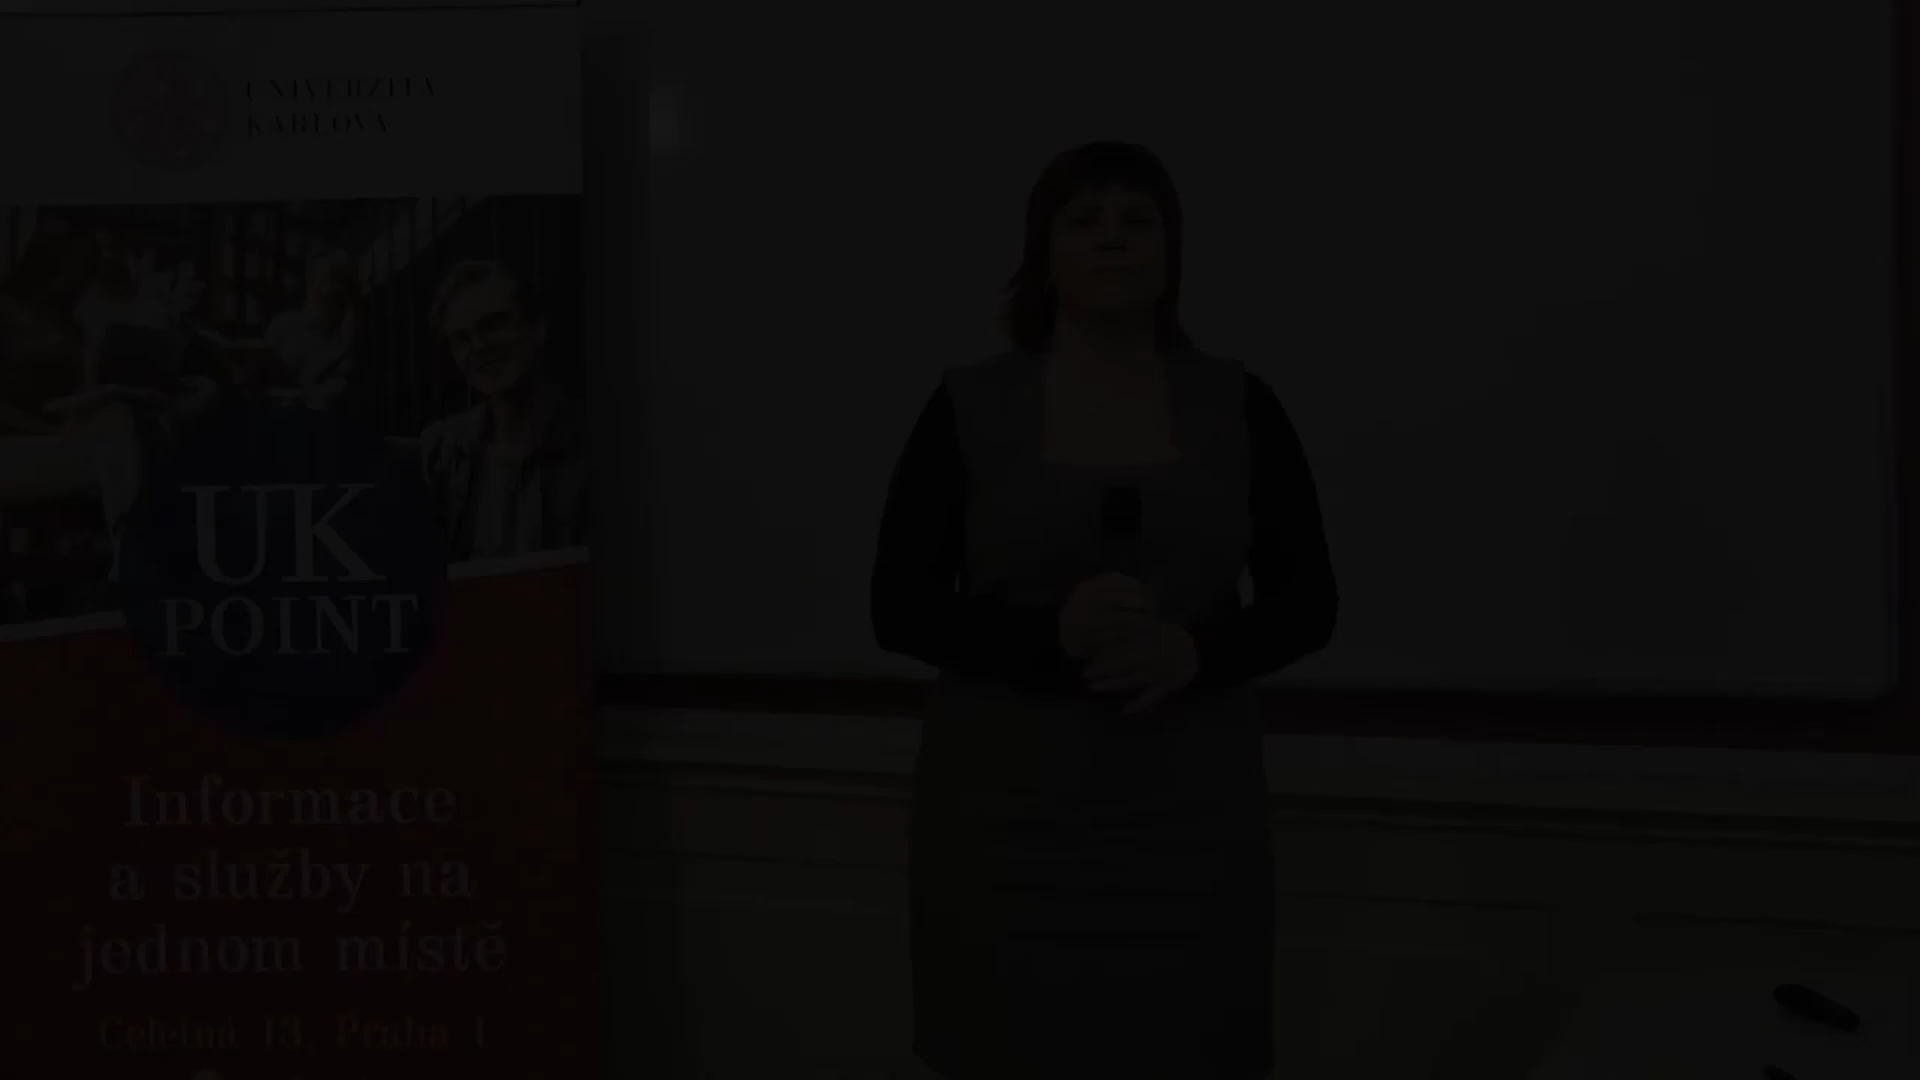 UNIVERZITA
KARLOVA
UK
POINT
Informace
a služby na
jednom místě
Celetná 13, Praha 1